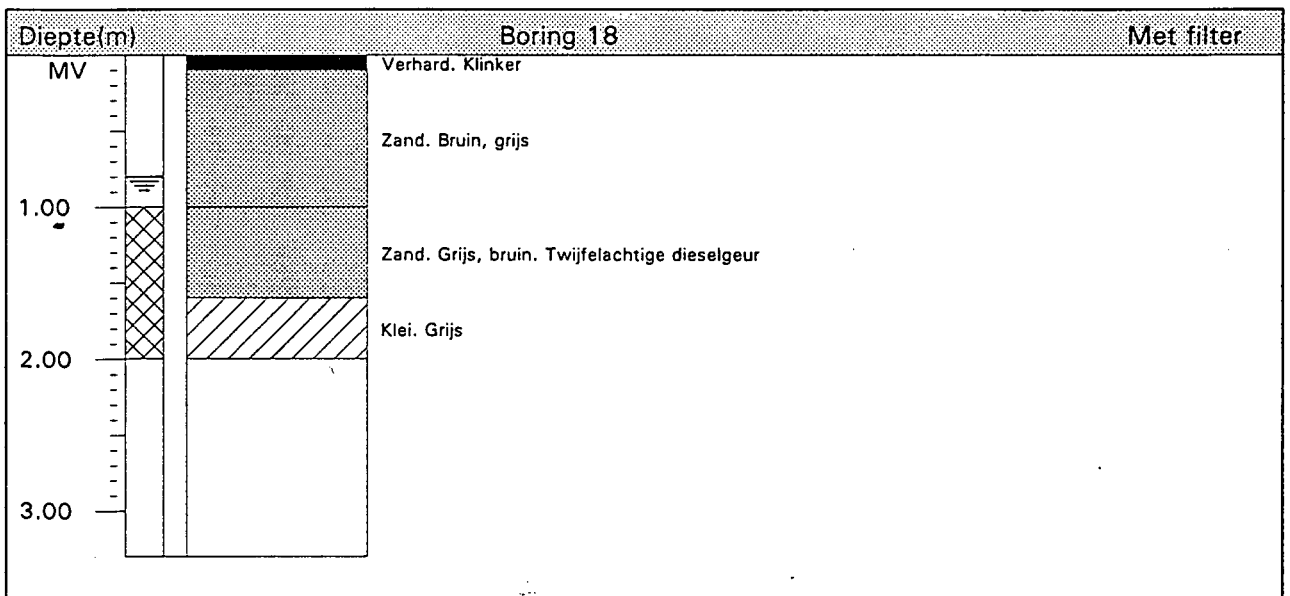 Diepte(m) Boring 18 Met filter
MV
Verhard. Klinker
Zand. Bruin, grijs
1.00
Zand. Grijs, bruin. Twijfelachtige dieselgeur
Klei. Grijs
2.00
3.00